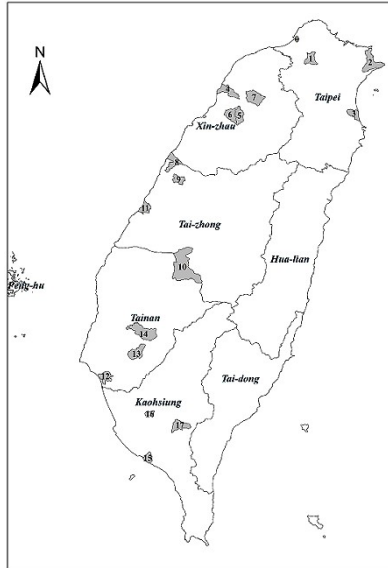 N
1
2
Taipei
4
7
3
6
5
Xin-zhau
8
9
11
Tai-zhong
10
Hua-lian
Peng-hu
Tainan
14
13
12
Tai-dong
Kaohsiung
16
17
15